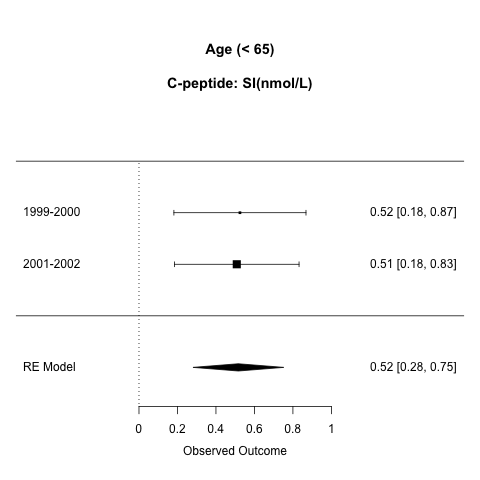 Age (< 65)
C-peptide: SI(nmol/L)
1999-2000 0.52 [0.18, 0.87]
2001-2002 0.51 [0.18, 0.83]
RE Model 0.52 [0.28, 0.75]
0 0.2 0.4 0.6 0.8 1
Observed Outcome